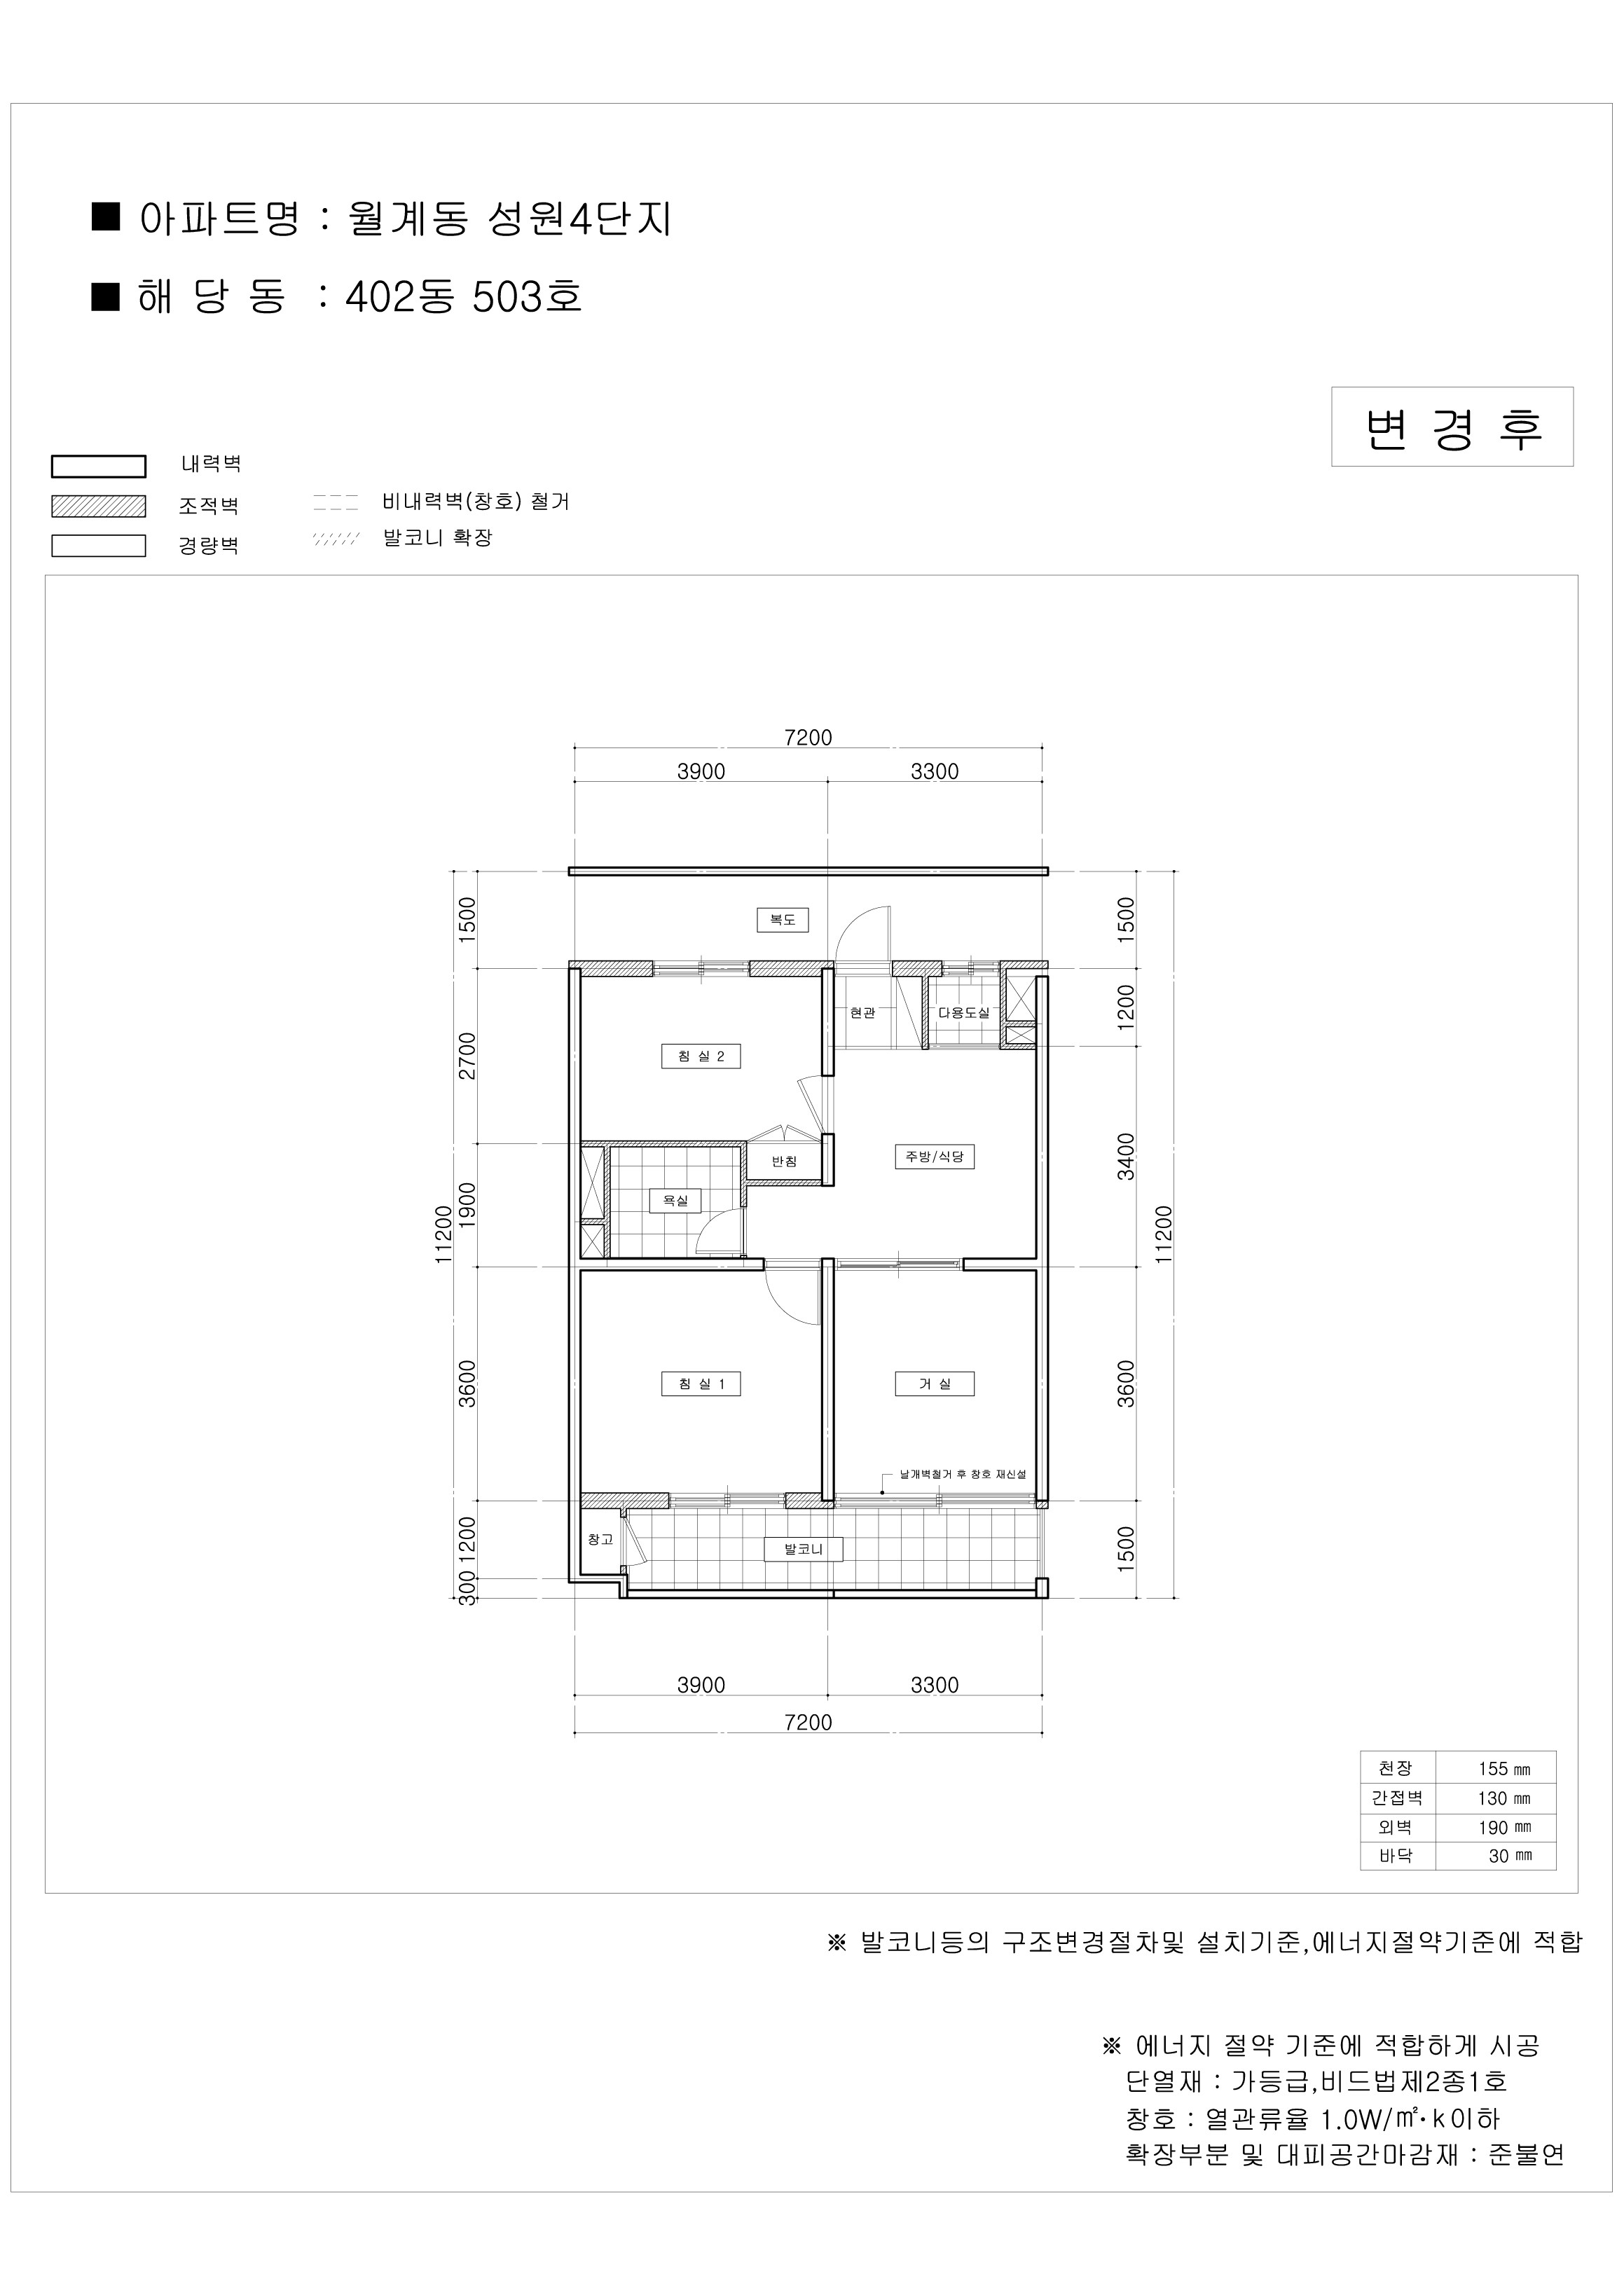 ■ 아파트명 : 월계동 성원4단지
■ 해 당 동 : 402동 503호
변 경 후
내력벽
조적벽
경량벽
비내력벽(창호) 철거
발코니 확장
7200
3900 3300
1500
2700
1900
11200
3600
1200
300
1500
1200
3400
11200
3600
1500
복도
현관
다용도실
침 실 2
주방/식당
반침
욕실
침 실 1
거 실
날개벽철거 후 창호 재신설
창고
발코니
3900 3300
7200
천장 155 ㎜
간접벽 130 ㎜
외벽 190 ㎜
바닥 30 ㎜
※ 발코니등의 구조변경절차및 설치기준,에너지절약기준에 적합
※ 에너지 절약 기준에 적합하게 시공
단열재 : 가등급,비드법제2종1호
창호 : 열관류율 1.0W/㎡·k이하
확장부분 및 대피공간마감재 : 준불연